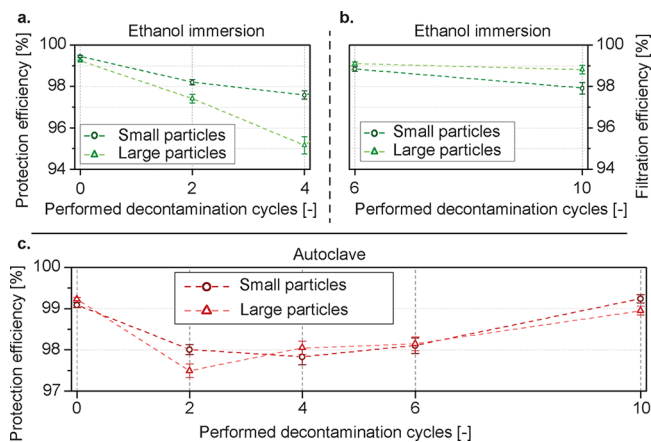 a.
Ethanol immersion
Protection efficiency [%]
100
98
96
94
Small particles
Large particles
0
2
4
Performed decontamination cycles [-]
b.
Ethanol immersion
Small particles
Large particles
100
98
96
94
Filtration efficiency [%]
6
10
Performed decontamination cycles [-]
c.
Autoclave
Protection efficiency [%]
100
99
98
97
Small particles
Large particles
0
2
4
6
10
Performed decontamination cycles [-]